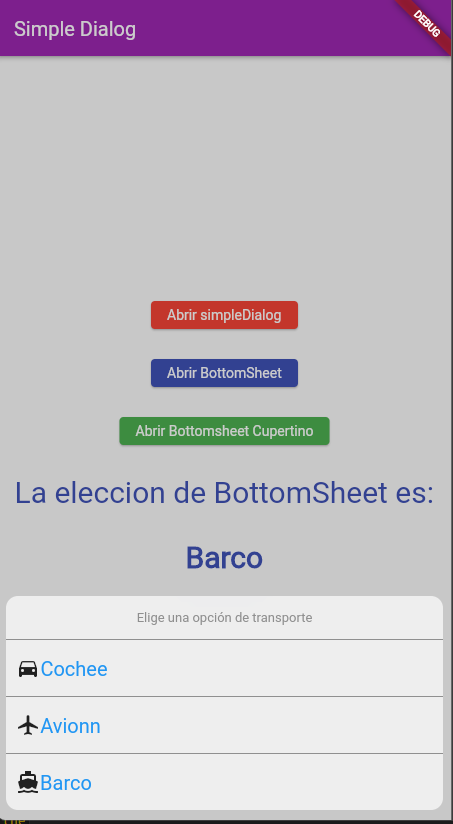 Simple Dialog
DEBUG
Abrir simpleDialog
Abrir BottomSheet
Abrir Bottomsheet Cupertino
La eleccion de BottomSheet es:
Barco
Elige una opción de transporte
Cochee
Avionn
Barco